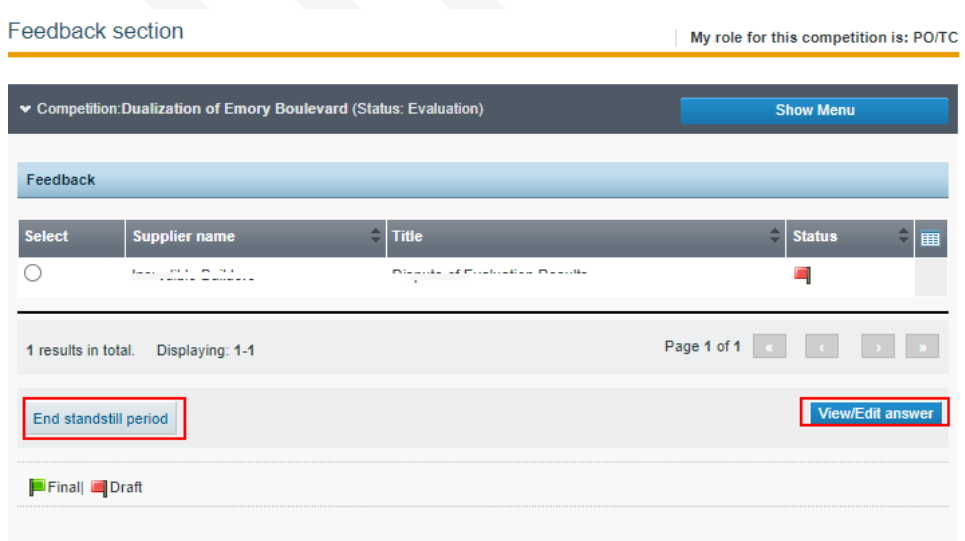 Feedback section
My role for this competition is: PO/TC
Competition:Dualization of Emory Boulevard (Status: Evaluation)
Show Menu
Feedback
Select Supplier name Title Status
1 results in total. Displaying: 1-1
Page 1 of 1 « ‹ › »
End standstill period
View/Edit answer
Final| Draft